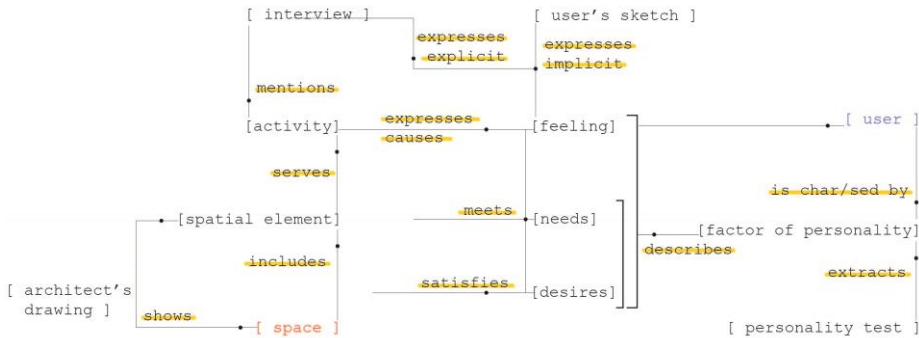 [ interview ]
[ user's sketch ]
expresses
explicit
expresses
implicit
mentions
[activity]
expresses
causes
[feeling]
[ user ]
serves
is char/sed by
[spatial element]
meets
[needs]
[factor of personality]
describes
includes
extracts
satisfies
[desires]
[ architect's
drawing ]
shows
[ space ]
[ personality test ]